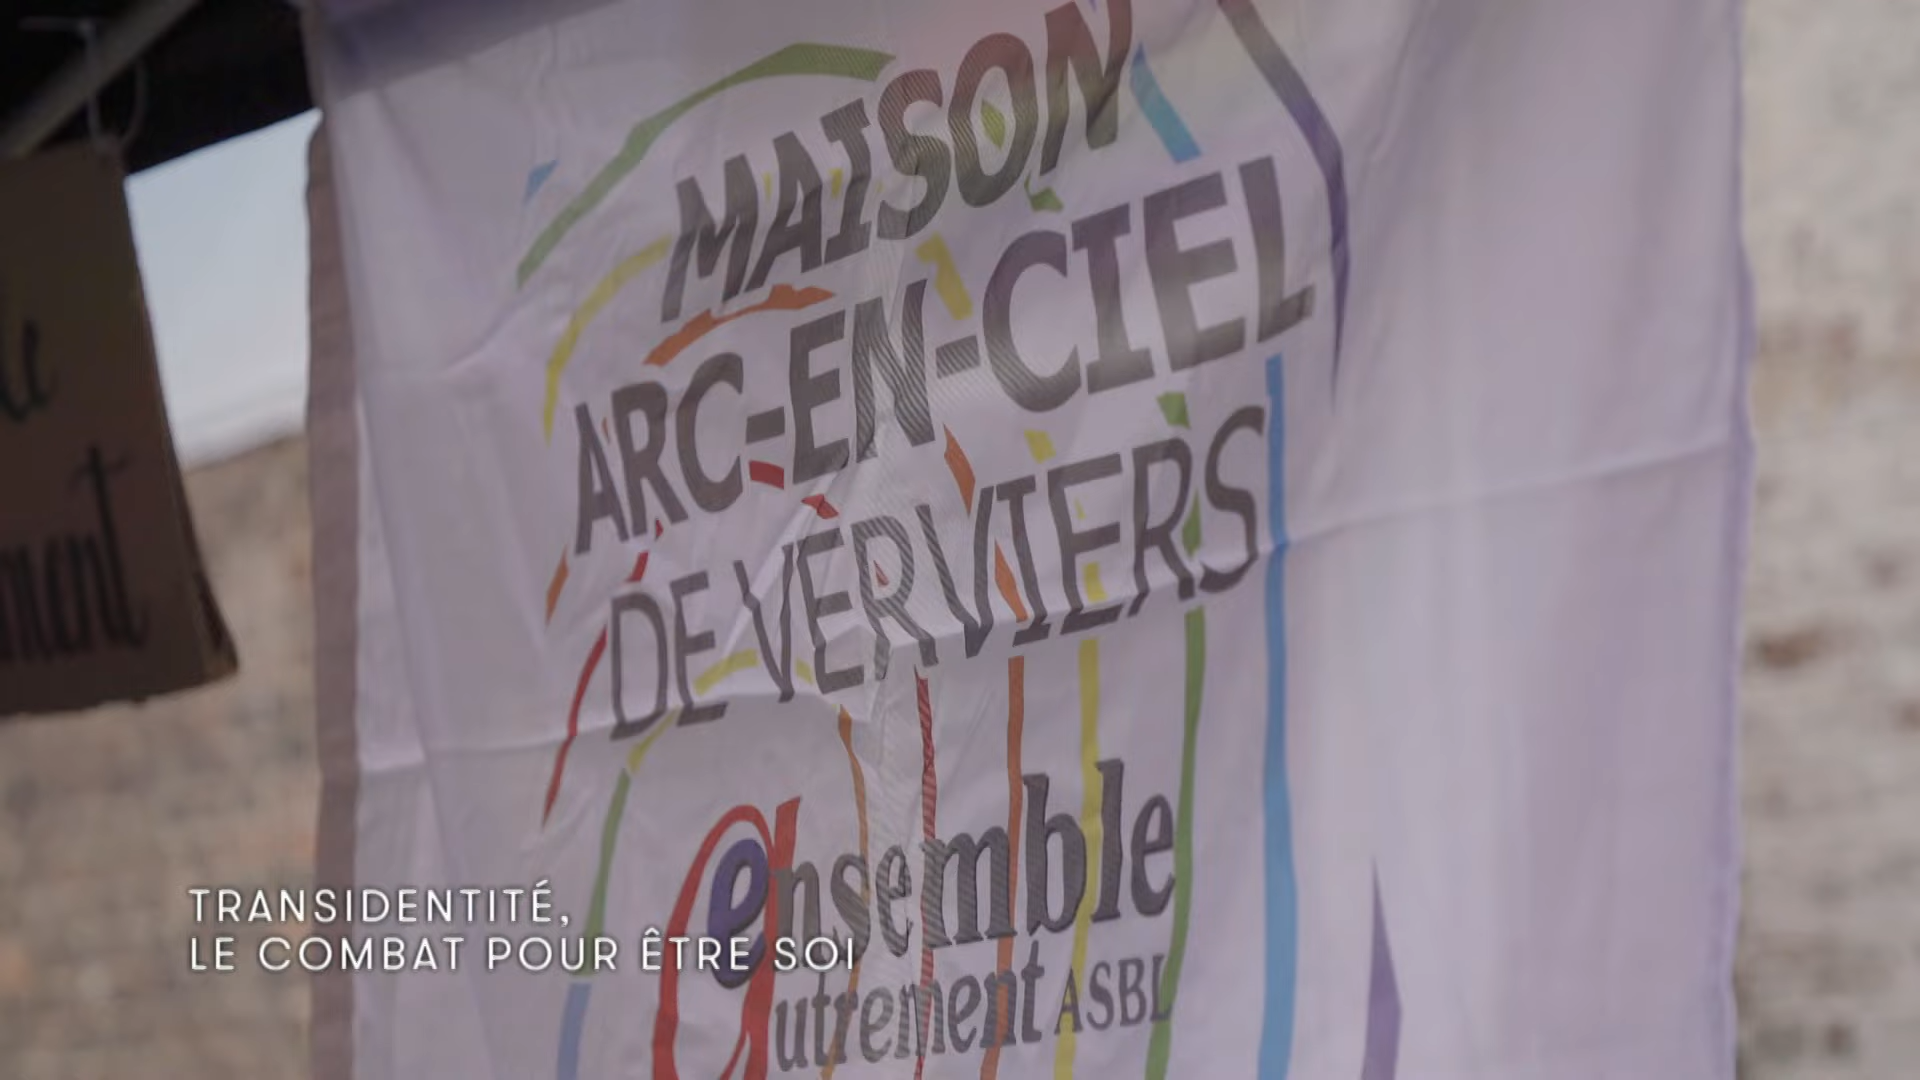 MAISON
ARC-EN-CIEL
DE VERVIERS
ensemble
autrement ASBL
TRANSIDENTITÉ,
LE COMBAT POUR ÊTRE SOI